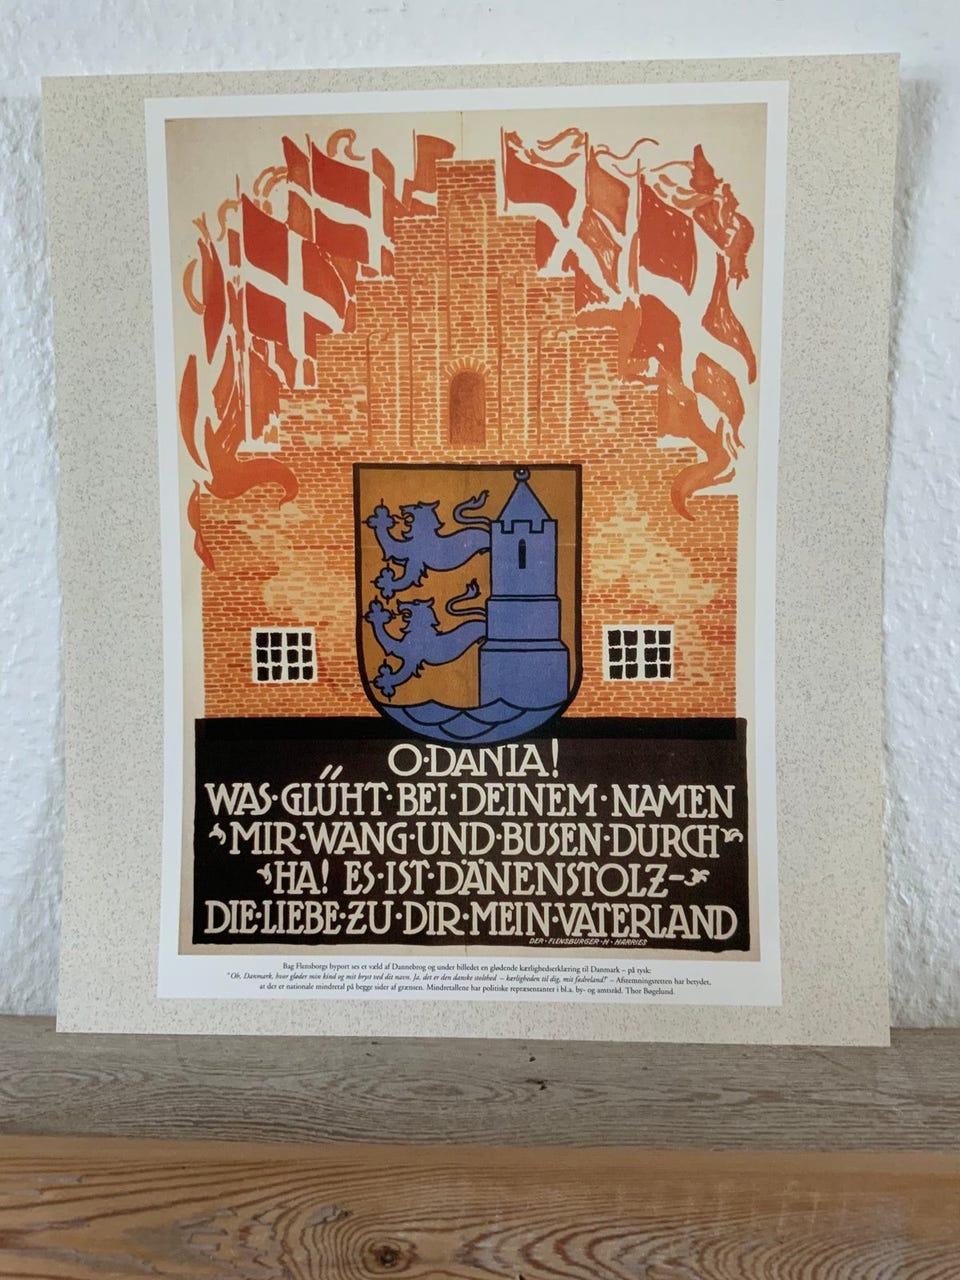 O·DANIA!
WAS·GLÜHT·BEI·DEINEM·NAMEN
MIR·WANG·UND·BUSEN·DURCH
HA! ES·IST·DÄNENSTOLZ-
DIE·LIEBE·ZU·DIR·MEIN·VATERLAND
DER·FLENSBURGER·H·HARRIES
Bag Flensborgs byport ses et væld af Dannebrog og under billedet en glødende kærlighedserklæring til Danmark – på tysk:
"Oh, Danmark, hvor gløder min kind og mit bryst ved dit navn. Ja, det er den danske stolthed – kærligheden til dig, mit fædreland!" – Afstemningsretten har betydet,
at der er nationale mindretal på begge sider af grænsen. Mindretallene har politiske repræsentanter i bl.a. by- og amtsråd. Thor Bøgelund.